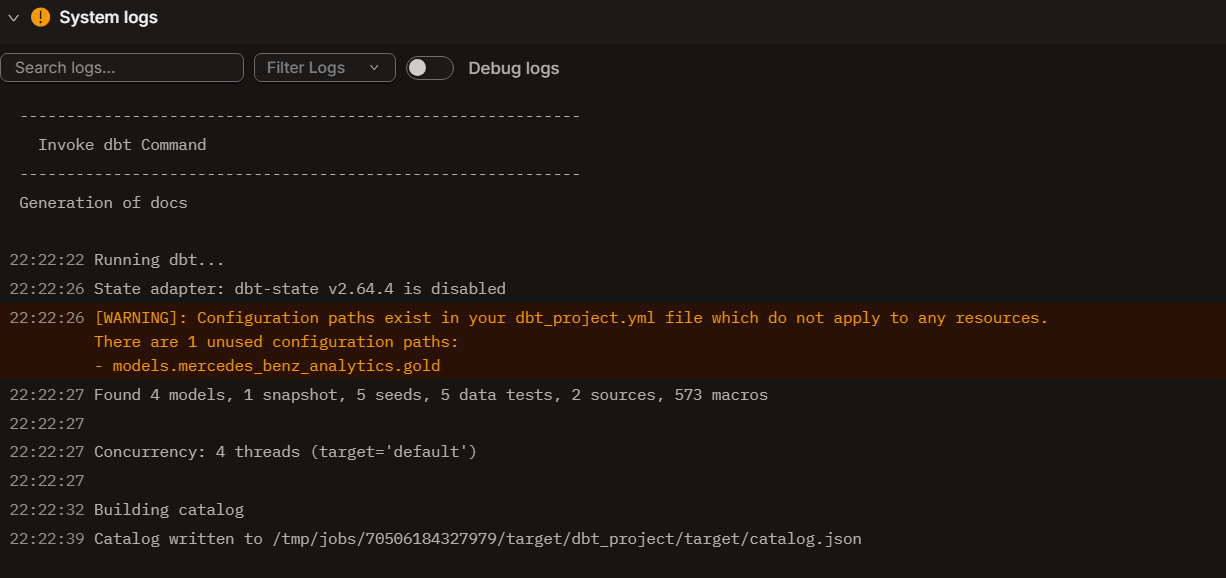 System logs
Search logs...
Filter Logs
Debug logs
------------------------------------------------------------
Invoke dbt Command
------------------------------------------------------------
Generation of docs
22:22:22 Running dbt...
22:22:26 State adapter: dbt-state v2.64.4 is disabled
22:22:26 [WARNING]: Configuration paths exist in your dbt_project.yml file which do not apply to any resources.
There are 1 unused configuration paths:
- models.mercedes_benz_analytics.gold
22:22:27 Found 4 models, 1 snapshot, 5 seeds, 5 data tests, 2 sources, 573 macros
22:22:27
22:22:27 Concurrency: 4 threads (target='default')
22:22:27
22:22:32 Building catalog
22:22:39 Catalog written to /tmp/jobs/70506184327979/target/dbt_project/target/catalog.json